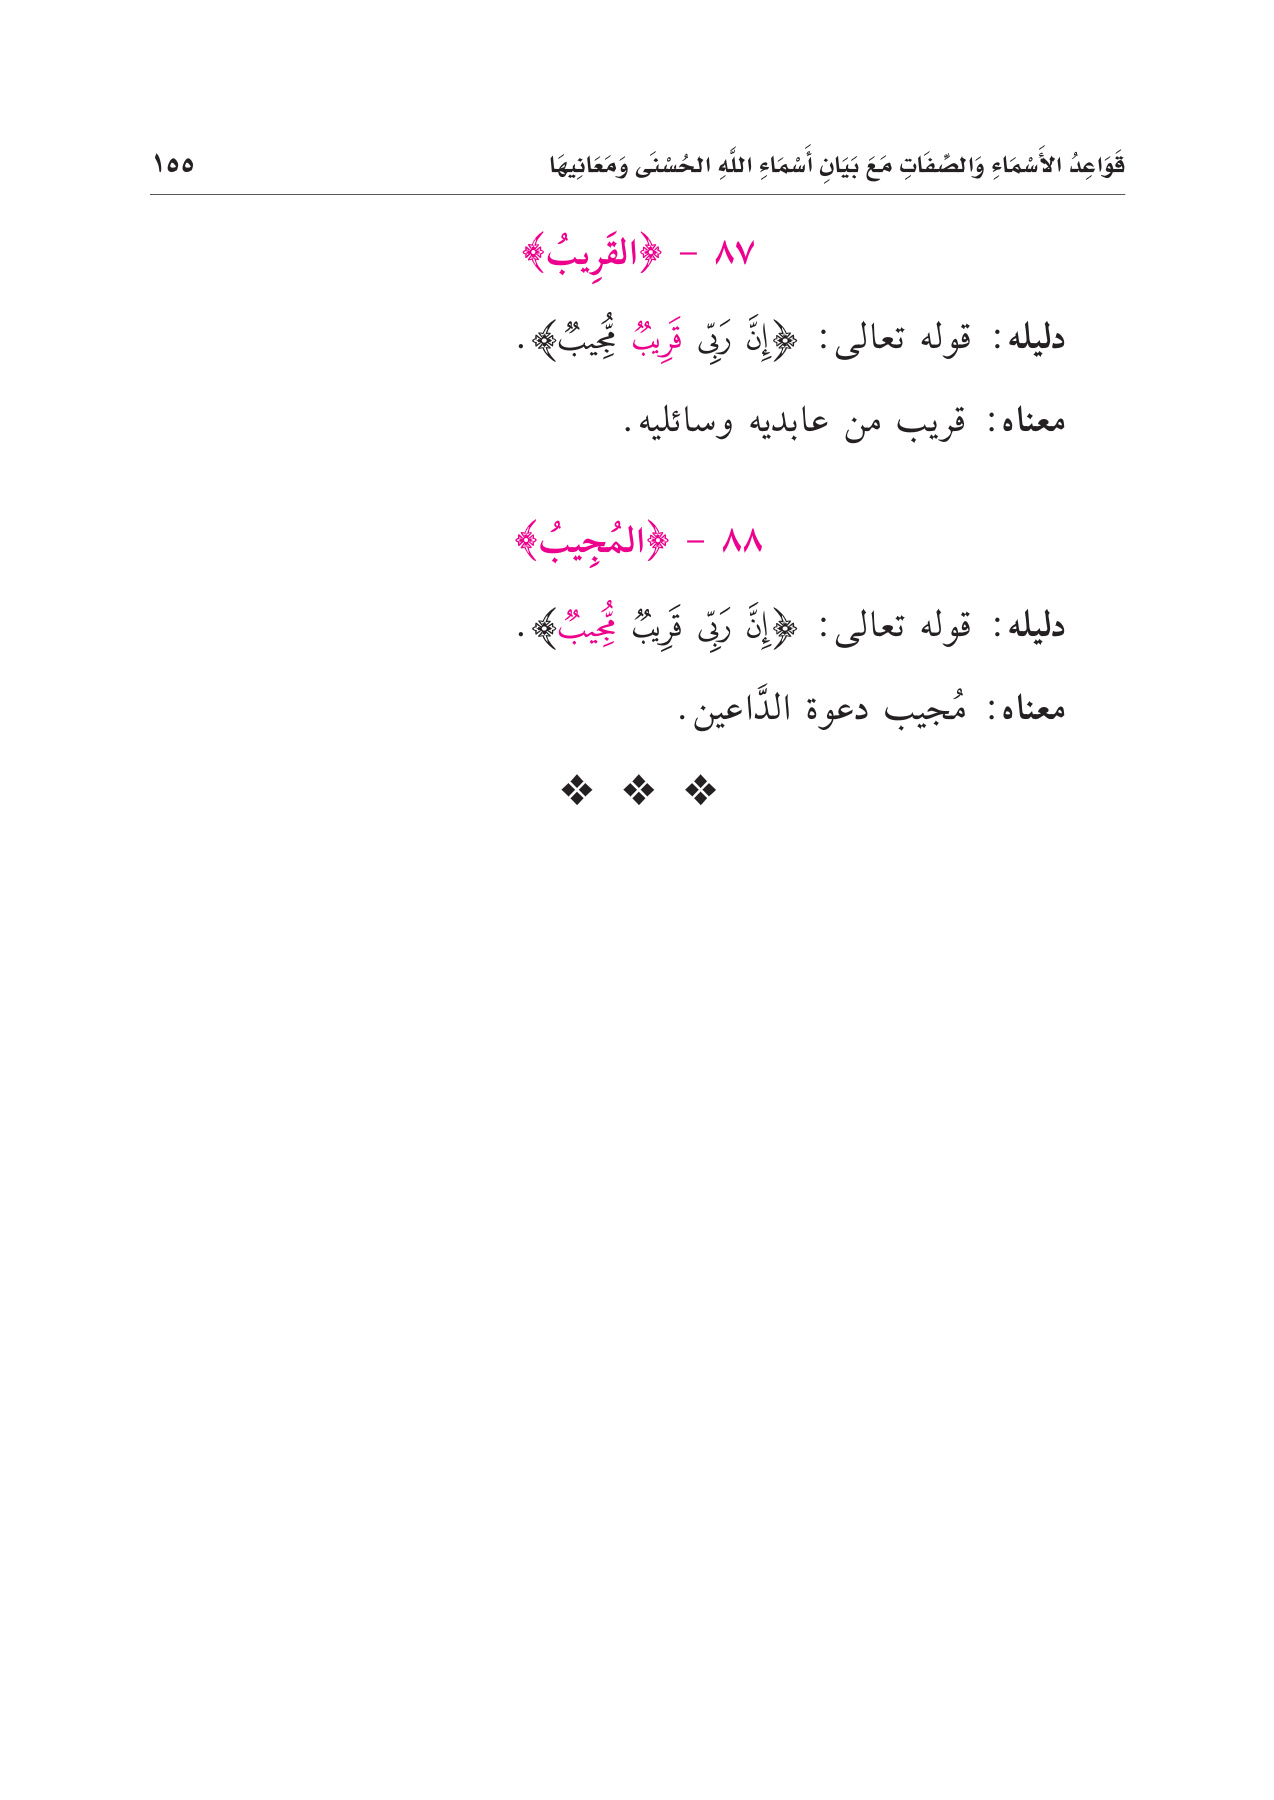 قَوَاعِدُ الأَسْمَاءِ وَالصِّفَاتِ مَعَ بَيَانِ أَسْمَاءِ اللَّهِ الحُسْنَى وَمَعَانِيهَا ١٥٥
٨٧ - ﴿القَرِيبُ﴾
دليله: قوله تعالى: ﴿إِنَّ رَبِّى قَرِيبٌ مُّجِيبٌ﴾.
معناه: قريب من عابديه وسائليه.
٨٨ - ﴿المُجِيبُ﴾
دليله: قوله تعالى: ﴿إِنَّ رَبِّى قَرِيبٌ مُّجِيبٌ﴾.
معناه: مُجيب دعوة الدَّاعين.